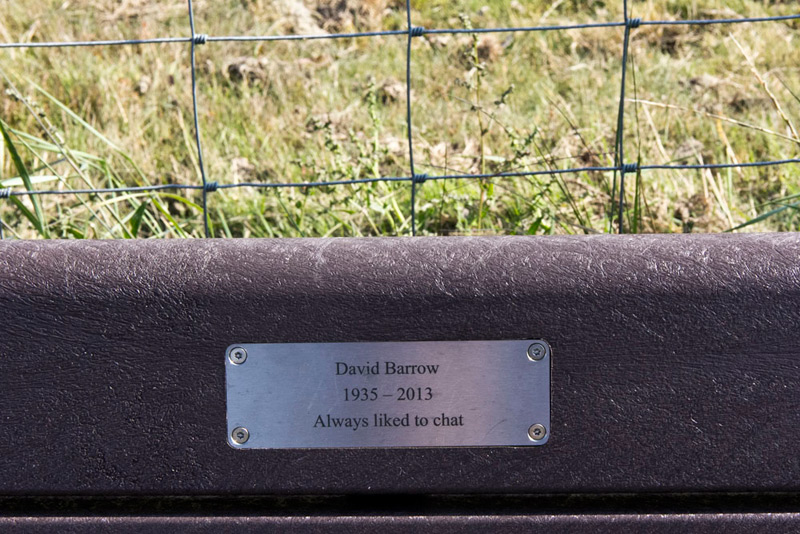 David Barrow
1935 – 2013
Always liked to chat